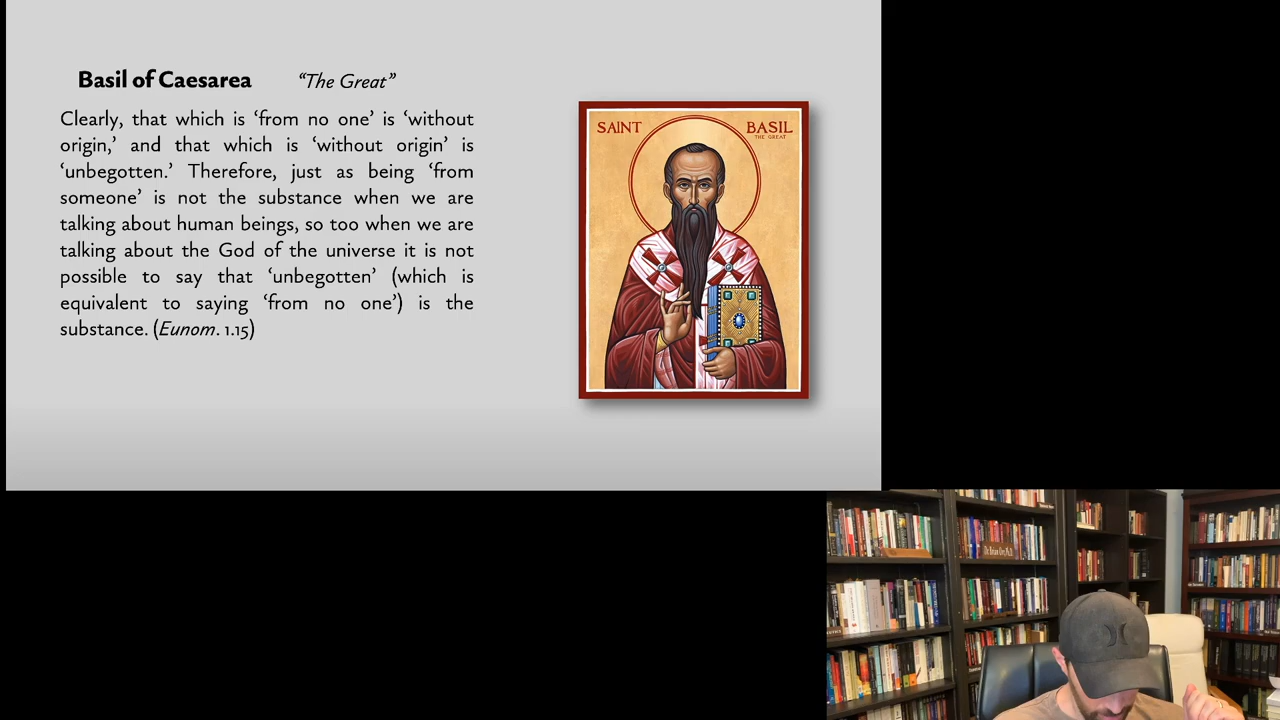 Basil of Caesarea “The Great”
Clearly, that which is ‘from no one’ is ‘without
origin,’ and that which is ‘without origin’ is
‘unbegotten.’ Therefore, just as being ‘from
someone’ is not the substance when we are
talking about human beings, so too when we are
talking about the God of the universe it is not
possible to say that ‘unbegotten’ (which is
equivalent to saying ‘from no one’) is the
substance. (Eunom. 1.15)
SAINT BASIL
THE GREAT